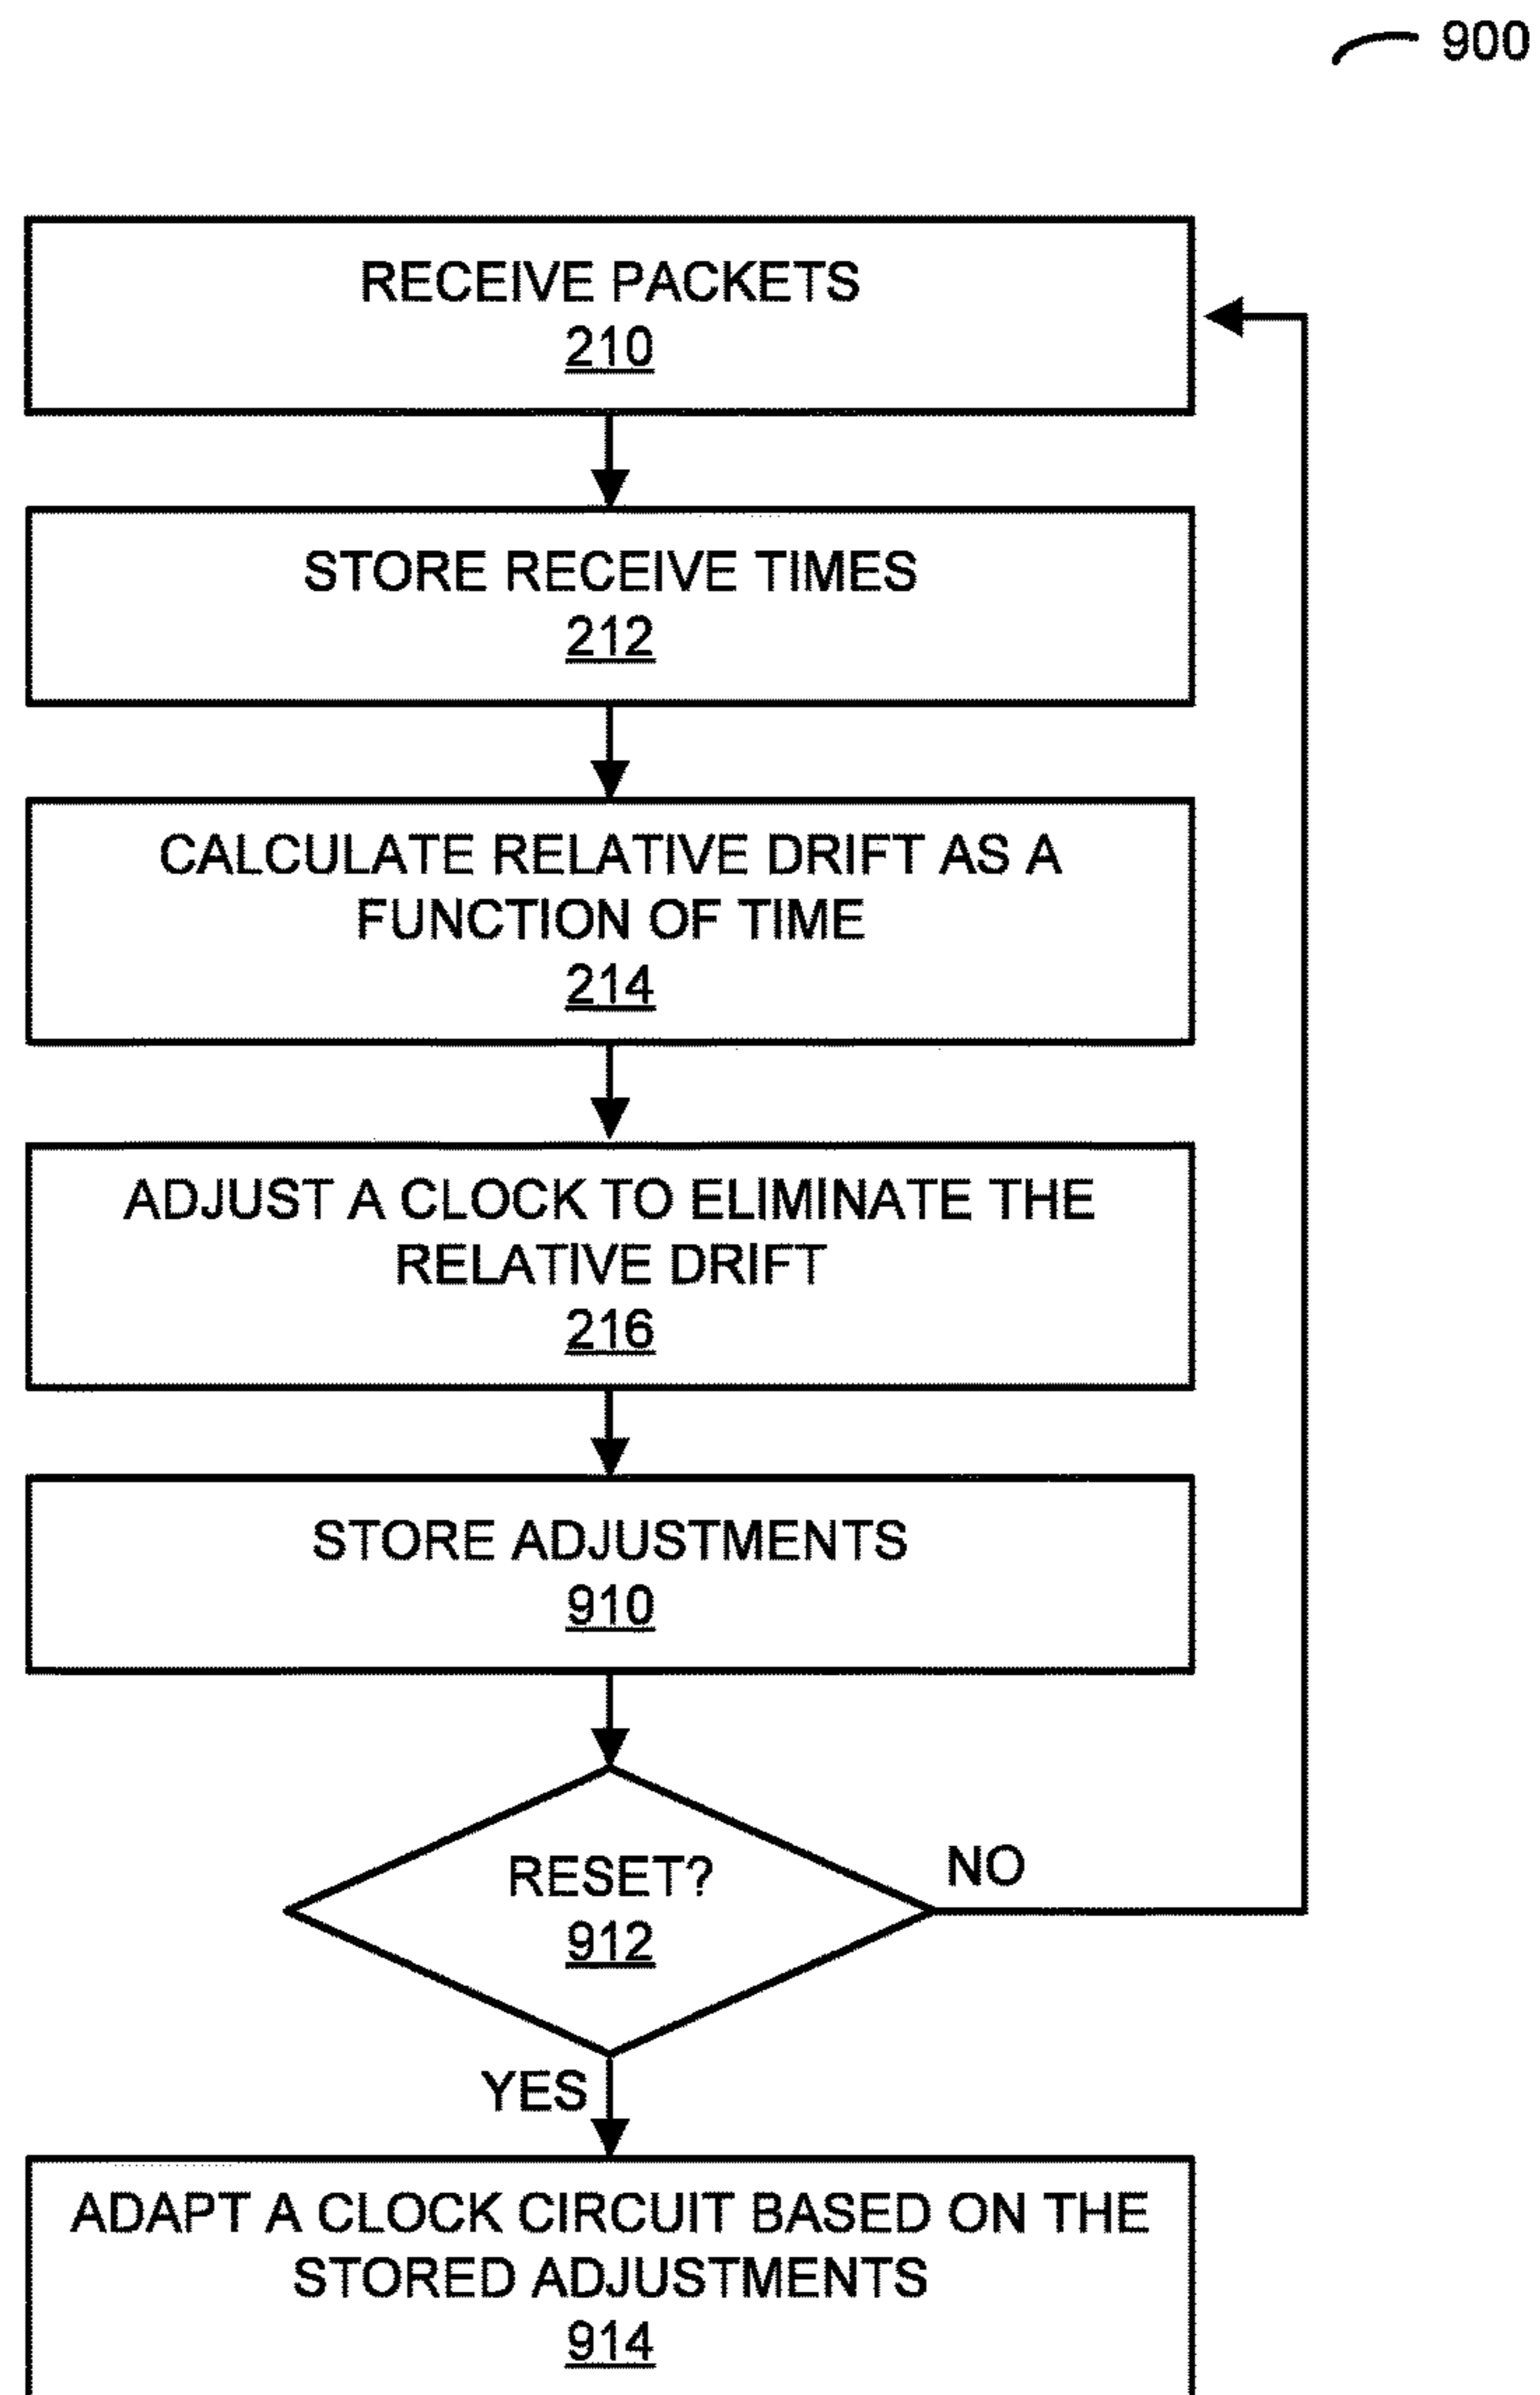 900
RECEIVE PACKETS
210
STORE RECEIVE TIMES
212
CALCULATE RELATIVE DRIFT AS A
FUNCTION OF TIME
214
ADJUST A CLOCK TO ELIMINATE THE
RELATIVE DRIFT
216
STORE ADJUSTMENTS
910
RESET?
912
NO
YES
ADAPT A CLOCK CIRCUIT BASED ON THE
STORED ADJUSTMENTS
914